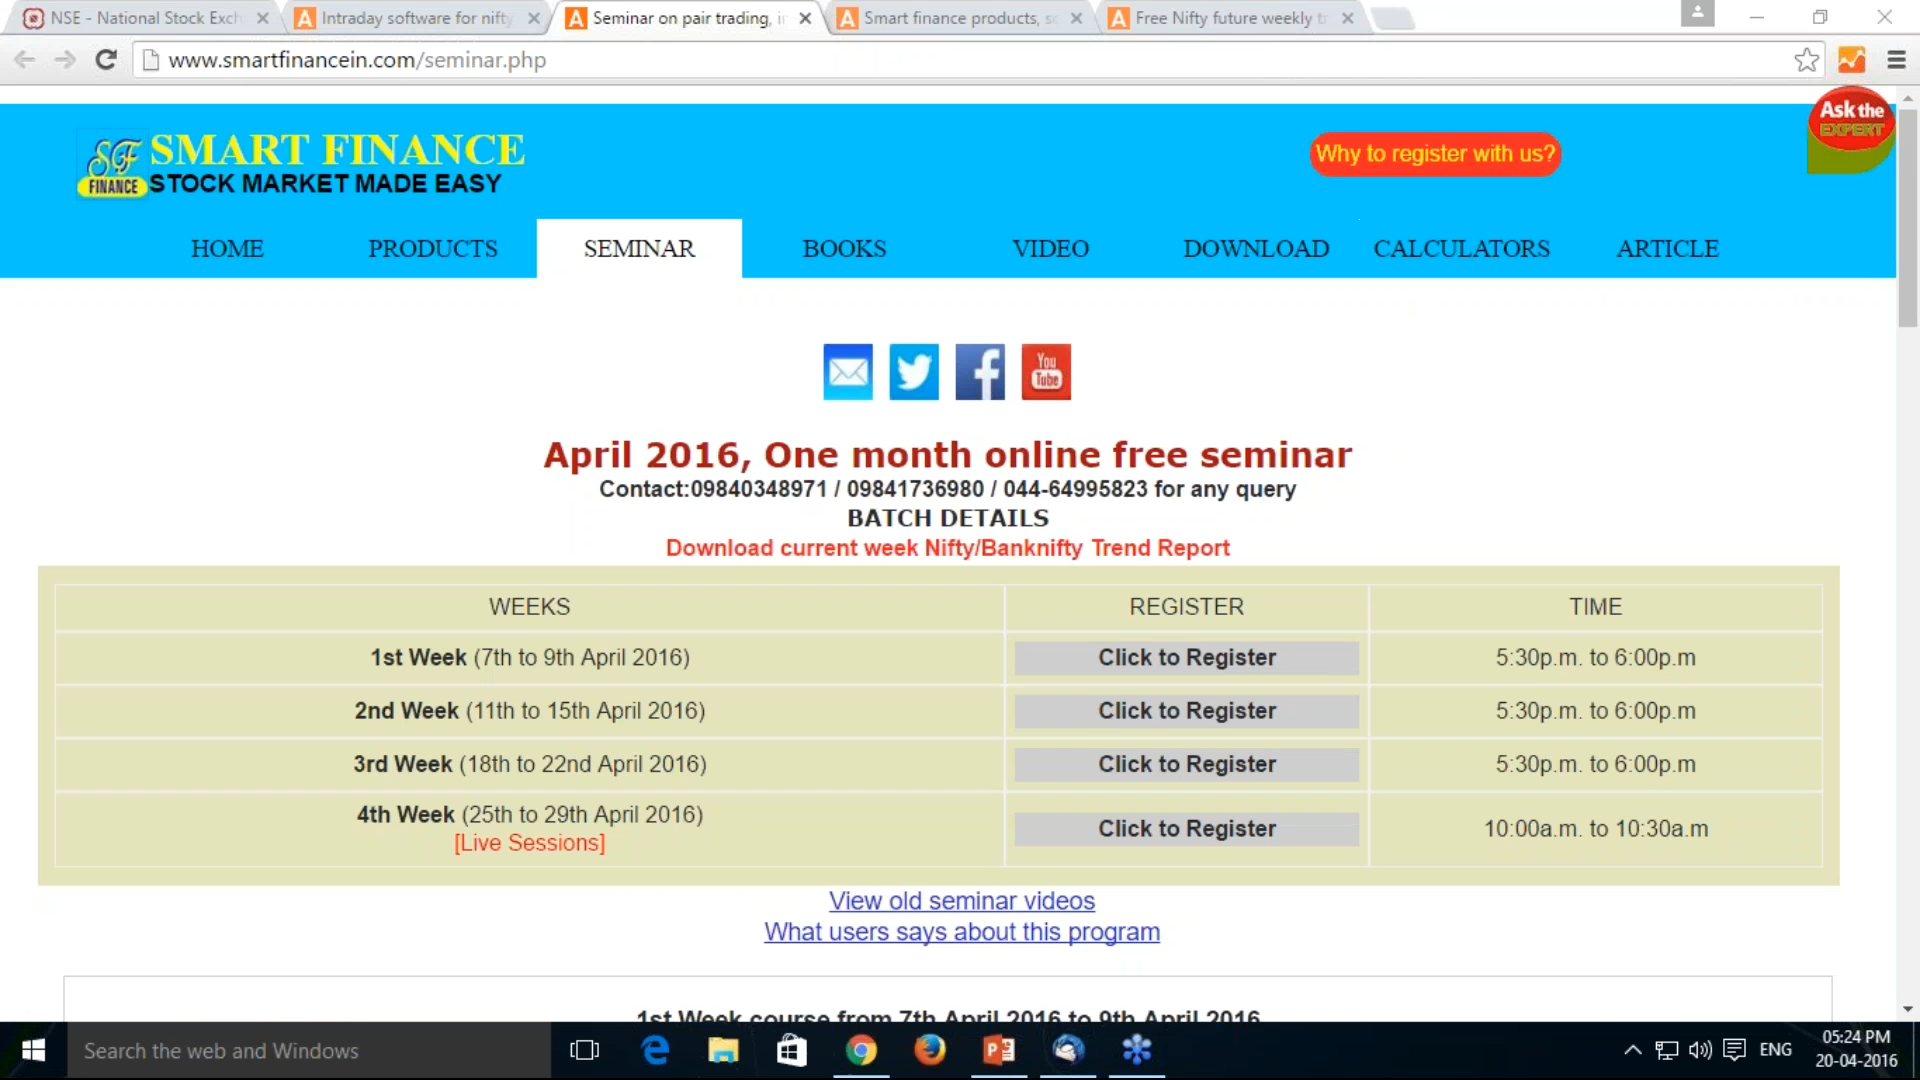 NSE - National Stock Exch
Intraday software for nifty
Seminar on pair trading, i
Smart finance products, s
Free Nifty future weekly t
www.smartfinancein.com/seminar.php
Ask the
EXPERT
SF
FINANCE
SMART FINANCE
STOCK MARKET MADE EASY
Why to register with us?
HOME
PRODUCTS
SEMINAR
BOOKS
VIDEO
DOWNLOAD
CALCULATORS
ARTICLE
You
Tube
April 2016, One month online free seminar
Contact:09840348971 / 09841736980 / 044-64995823 for any query
BATCH DETAILS
Download current week Nifty/Banknifty Trend Report
WEEKS
REGISTER
TIME
1st Week (7th to 9th April 2016)
Click to Register
5:30p.m. to 6:00p.m
2nd Week (11th to 15th April 2016)
Click to Register
5:30p.m. to 6:00p.m
3rd Week (18th to 22nd April 2016)
Click to Register
5:30p.m. to 6:00p.m
4th Week (25th to 29th April 2016)
[Live Sessions]
Click to Register
10:00a.m. to 10:30a.m
View old seminar videos
What users says about this program
1st Week course from 7th April 2016 to 9th April 2016
Search the web and Windows
ENG
05:24 PM
20-04-2016